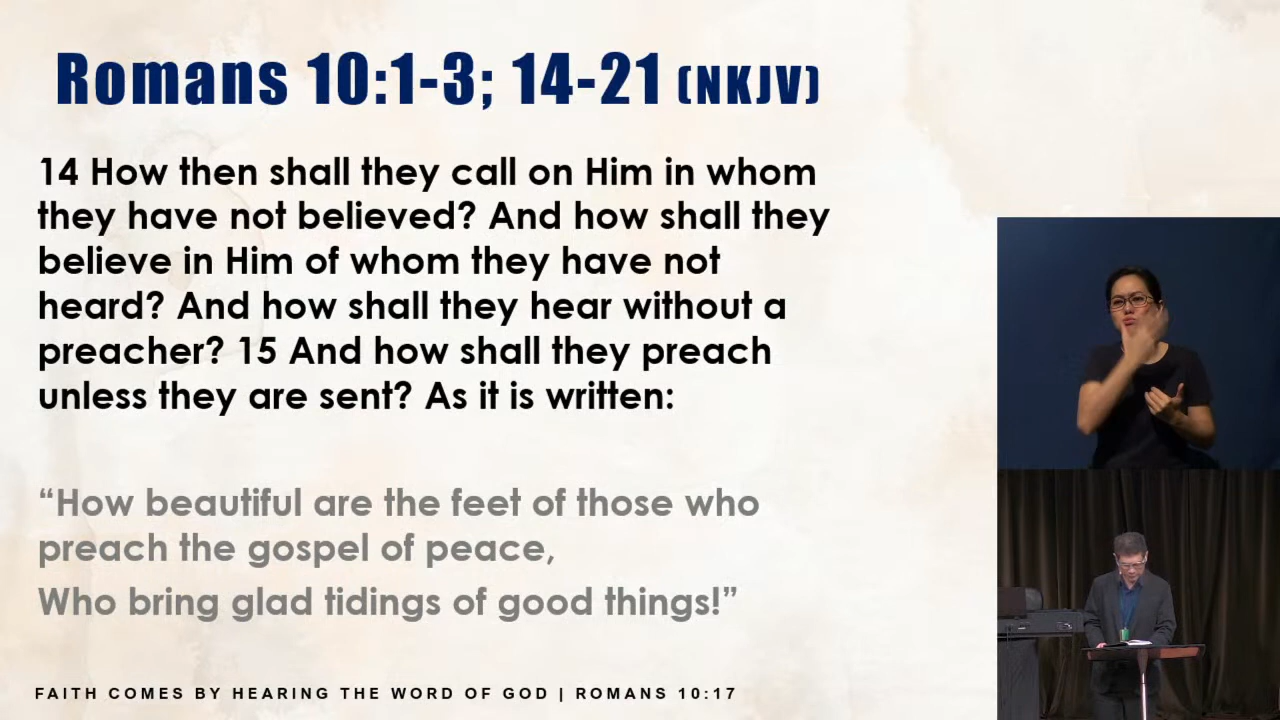 Romans 10:1-3; 14-21 (NKJV)
14 How then shall they call on Him in whom
they have not believed? And how shall they
believe in Him of whom they have not
heard? And how shall they hear without a
preacher? 15 And how shall they preach
unless they are sent? As it is written:
“How beautiful are the feet of those who
preach the gospel of peace,
Who bring glad tidings of good things!”
FAITH COMES BY HEARING THE WORD OF GOD | ROMANS 10:17